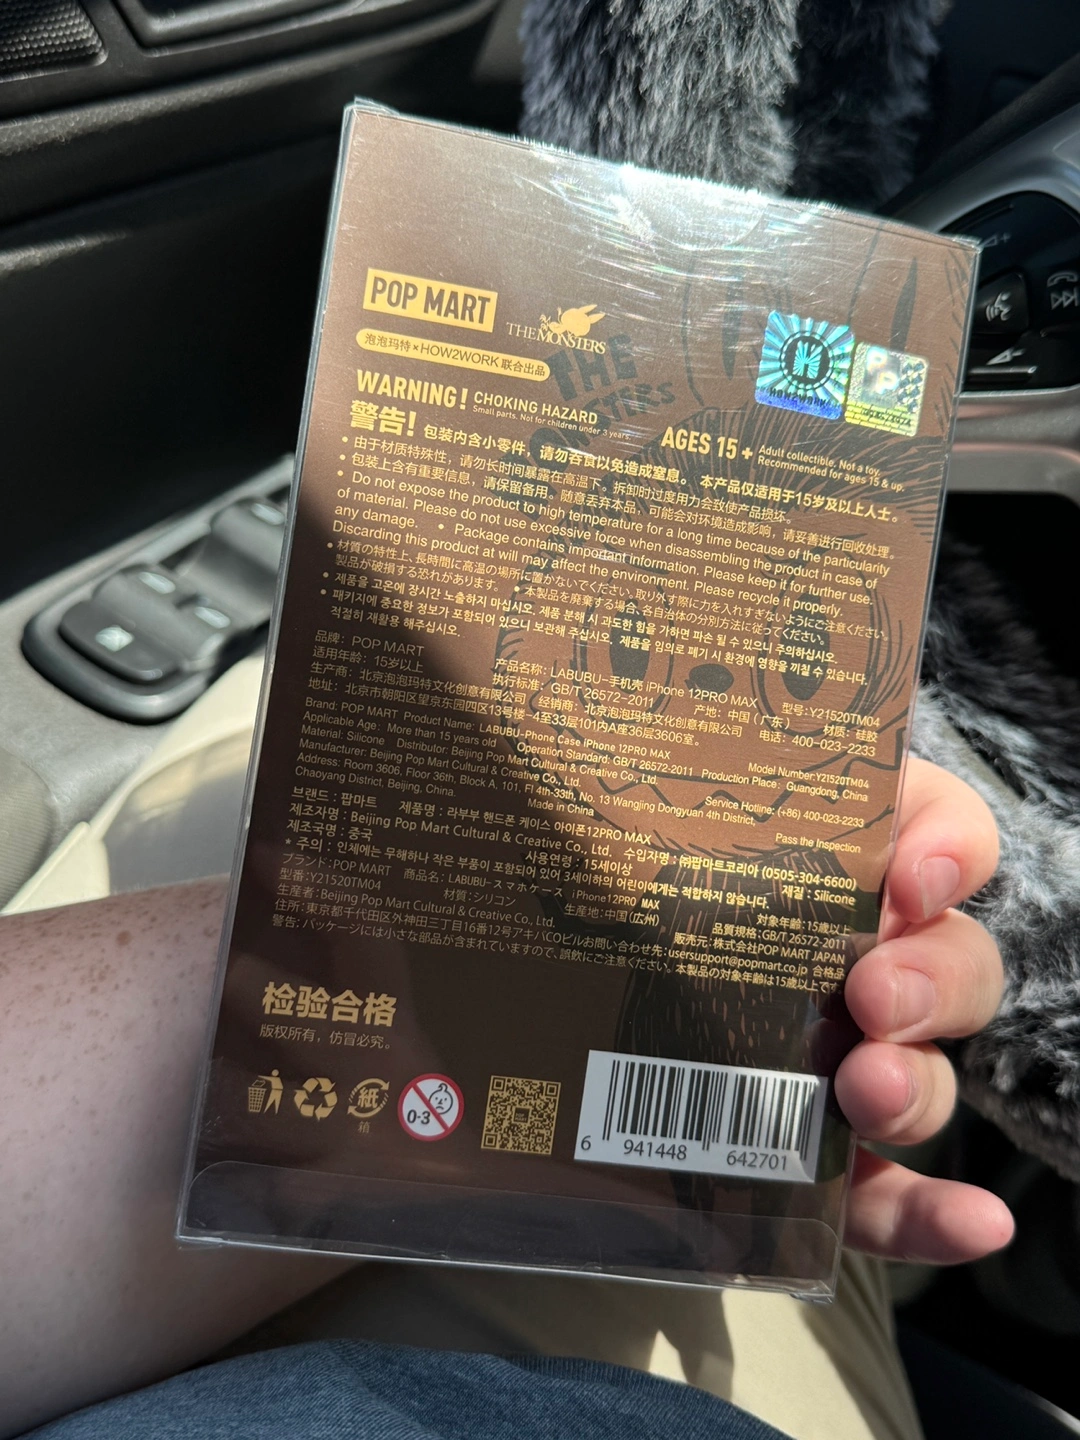 POP MART
THE MONSTERS
泡泡玛特×HOW2WORK 联合出品
HOW2WORK
THE
WARNING! CHOKING HAZARD
Small parts. Not for children under 3 years.
AGES 15+ Adult collectible. Not a toy.
Recommended for ages 15 & up.
警告! 包装内含小零件，请勿吞食以免造成窒息。 本产品仅适用于15岁及以上人士。
• 由于材质特殊性，请勿长时间暴露在高温下。拆卸时过度用力会致使产品损坏。
• 包装上含有重要信息，请保留备用。随意丢弃本品，可能会对环境造成影响，请妥善进行回收处理。
• Do not expose the product to high temperature for a long time because of the particularity
of material. Please do not use excessive force when disassembling the product in case of
any damage. • Package contains important information. Please keep it for further use.
Discarding this product at will may affect the environment. Please recycle it properly.
• 材質の特性上、長時間に高温の場所に置かないでください。取り外す際に力を入れすぎないようにご注意ください。
製品が破損する恐れがあります。 • 本製品を廃棄する場合、各自治体の分別方法に従ってください。
• 제품을 고온에 장시간 노출하지 마십시오. 제품 분해 시 과도한 힘을 가하면 파손 될 수 있으니 주의하십시오.
• 패키지에 중요한 정보가 포함되어 있으니 보관해 주십시오. 제품을 임의로 폐기 시 환경에 영향을 끼칠 수 있습니다.
적절히 재활용 해주십시오.
品牌：POP MART 产品名称：LABUBU-手机壳 iPhone 12PRO MAX 型号:Y21520TM04
适用年龄：15岁以上 执行标准：GB/T 26572-2011 产地：中国（广东） 材质：硅胶
生产商：北京泡泡玛特文化创意有限公司 经销商：北京泡泡玛特文化创意有限公司 电话：400-023-2233
地址：北京市朝阳区望京东园四区13号楼-4至33层101内A座36层3606室。
Brand: POP MART Product Name: LABUBU-Phone Case iPhone 12PRO MAX Model Number:Y21520TM04
Applicable Age: More than 15 years old Operation Standard: GB/T 26572-2011 Production Place: Guangdong, China
Material: Silicone Distributor: Beijing Pop Mart Cultural & Creative Co., Ltd.
Manufacturer: Beijing Pop Mart Cultural & Creative Co., Ltd. Service Hotline: (+86) 400-023-2233
Address: Room 3606, Floor 36th, Block A, 101, Fl 4th-33th, No. 13 Wangjing Dongyuan 4th District,
Chaoyang District, Beijing, China. Made in China Pass the Inspection
브랜드 : 팝마트 제품명 : 라부부 핸드폰 케이스 아이폰12PRO MAX
제조자명 : Beijing Pop Mart Cultural & Creative Co., Ltd. 수입자명 : ㈜팝마트코리아 (0505-304-6600)
제조국명 : 중국 사용연령 : 15세이상 재질 : Silicone
* 주의 : 인체에는 무해하나 작은 부품이 포함되어 있어 3세이하의 어린이에게는 적합하지 않습니다.
ブランド：POP MART 商品名：LABUBU-スマホケース iPhone12PRO MAX 対象年齢：15歳以上
型番：Y21520TM04 材質：シリコン 生産地：中国（広州） 品質規格：GB/T 26572-2011
生産者：Beijing Pop Mart Cultural & Creative Co., Ltd. 販売元：株式会社POP MART JAPAN
住所：東京都千代田区外神田三丁目16番12号アキバCOビル お問い合わせ先：usersupport@popmart.co.jp 合格品
警告：パッケージには小さな部品が含まれていますので、誤飲にご注意ください。本製品の対象年齢は15歳以上です
检验合格
版权所有，仿冒必究。
紙
箱
0-3
6 941448 642701